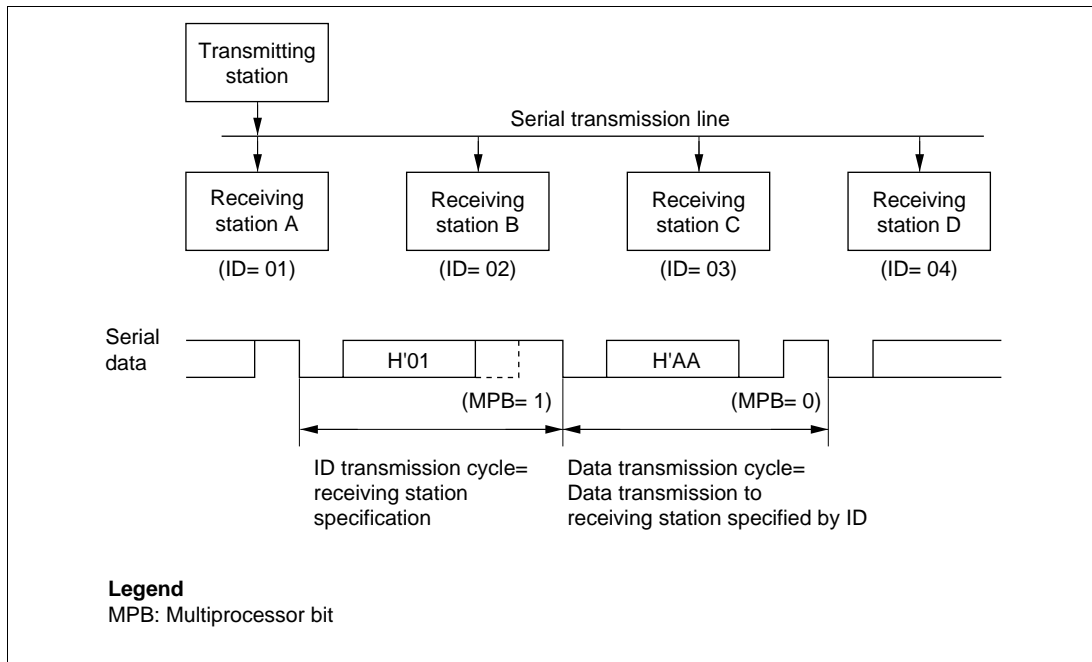 Transmitting
station
Serial transmission line
Receiving
station A
Receiving
station B
Receiving
station C
Receiving
station D
(ID= 01)
(ID= 02)
(ID= 03)
(ID= 04)
Serial
data
H'01
H'AA
(MPB= 1)
(MPB= 0)
ID transmission cycle=
receiving station
specification
Data transmission cycle=
Data transmission to
receiving station specified by ID
Legend
MPB: Multiprocessor bit